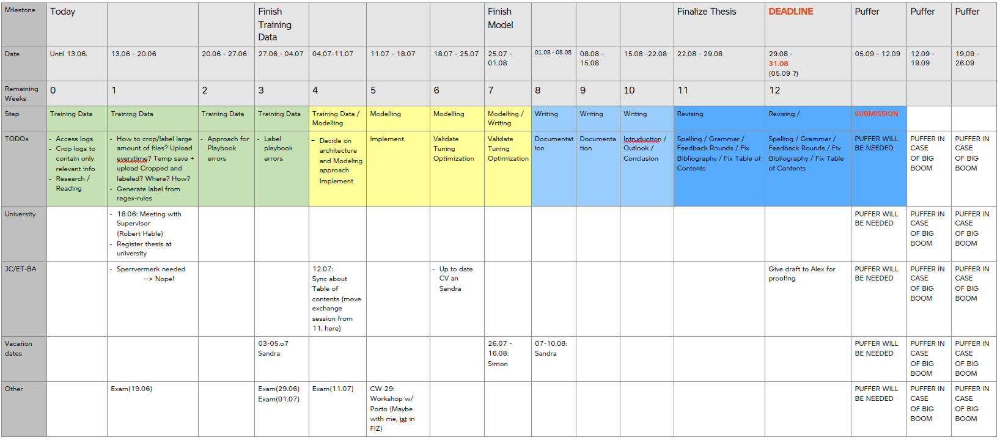 Milestone
Today
Finish
Training
Data
Finish
Model
Finalize Thesis
DEADLINE
Puffer
Puffer
Puffer
Date
Until 13.06.
13.06 - 20.06
20.06 - 27.06
27.06 - 04.07
04.07-11.07
11.07 - 18.07
18.07 - 25.07
25.07 -
01.08
01.08 - 08.08
08.08 -
15.08
15.08 -22.08
22.08 - 29.08
29.08 -
31.08
(05.09 ?)
05.09 - 12.09
12.09 -
19.09
19.09 -
26.09
Remaining
Weeks
0
1
2
3
4
5
6
7
8
9
10
11
12
Step
Training Data
Training Data
Training Data
Training Data
Training Data /
Modelling
Modelling
Modelling
Modelling /
Writing
Writing
Writing
Writing
Revising
Revising /
SUBMISSION
TODOs
- Access logs
- Crop logs to
contain only
relevant info
- Research /
Reading
- How to crop/label large
amount of files? Upload
everytime? Temp save +
upload Cropped and
labeled? Where? How?
- Generate label from
regex-rules
- Approach for
Playbook
errors
- Label
playbook
errors
- Decide on
architecture
and Modeling
approach
Implement
Implement
Validate
Tuning
Optimization
Validate
Tuning
Optimization
Documentat
ion
Documenta
tion
Intruduction /
Outlook /
Conclusion
Spelling / Grammar /
Feedback Rounds / Fix
Bibliography / Fix Table of
Contents
Spelling / Grammar /
Feedback Rounds / Fix
Bibliography / Fix Table
of Contents
PUFFER WILL
BE NEEDED
PUFFER IN
CASE
OF BIG
BOOM
PUFFER IN
CASE
OF BIG
BOOM
University
- 18.06: Meeting with
Supervisor
(Robert Hable)
- Register thesis at
university
PUFFER WILL
BE NEEDED
PUFFER IN
CASE
OF BIG
BOOM
PUFFER IN
CASE
OF BIG
BOOM
JC/ET-BA
- Sperrvermerk needed
--> Nope!
12.07:
Sync about
Table of
contents (move
exchange
session from
11. here)
- Up to date
CV an
Sandra
Give draft to Alex for
proofing
PUFFER WILL
BE NEEDED
PUFFER IN
CASE
OF BIG
BOOM
PUFFER IN
CASE
OF BIG
BOOM
Vacation
dates
03-05.o7
Sandra
26.07 -
16.08:
Simon
07-10.08:
Sandra
PUFFER WILL
BE NEEDED
PUFFER IN
CASE
OF BIG
BOOM
PUFFER IN
CASE
OF BIG
BOOM
Other
Exam(19.06)
Exam(29.06)
Exam(01.07)
Exam(11.07)
CW 29:
Workshop w/
Porto (Maybe
with me, ist in
FIZ)
PUFFER WILL
BE NEEDED
PUFFER IN
CASE
OF BIG
BOOM
PUFFER IN
CASE
OF BIG
BOOM